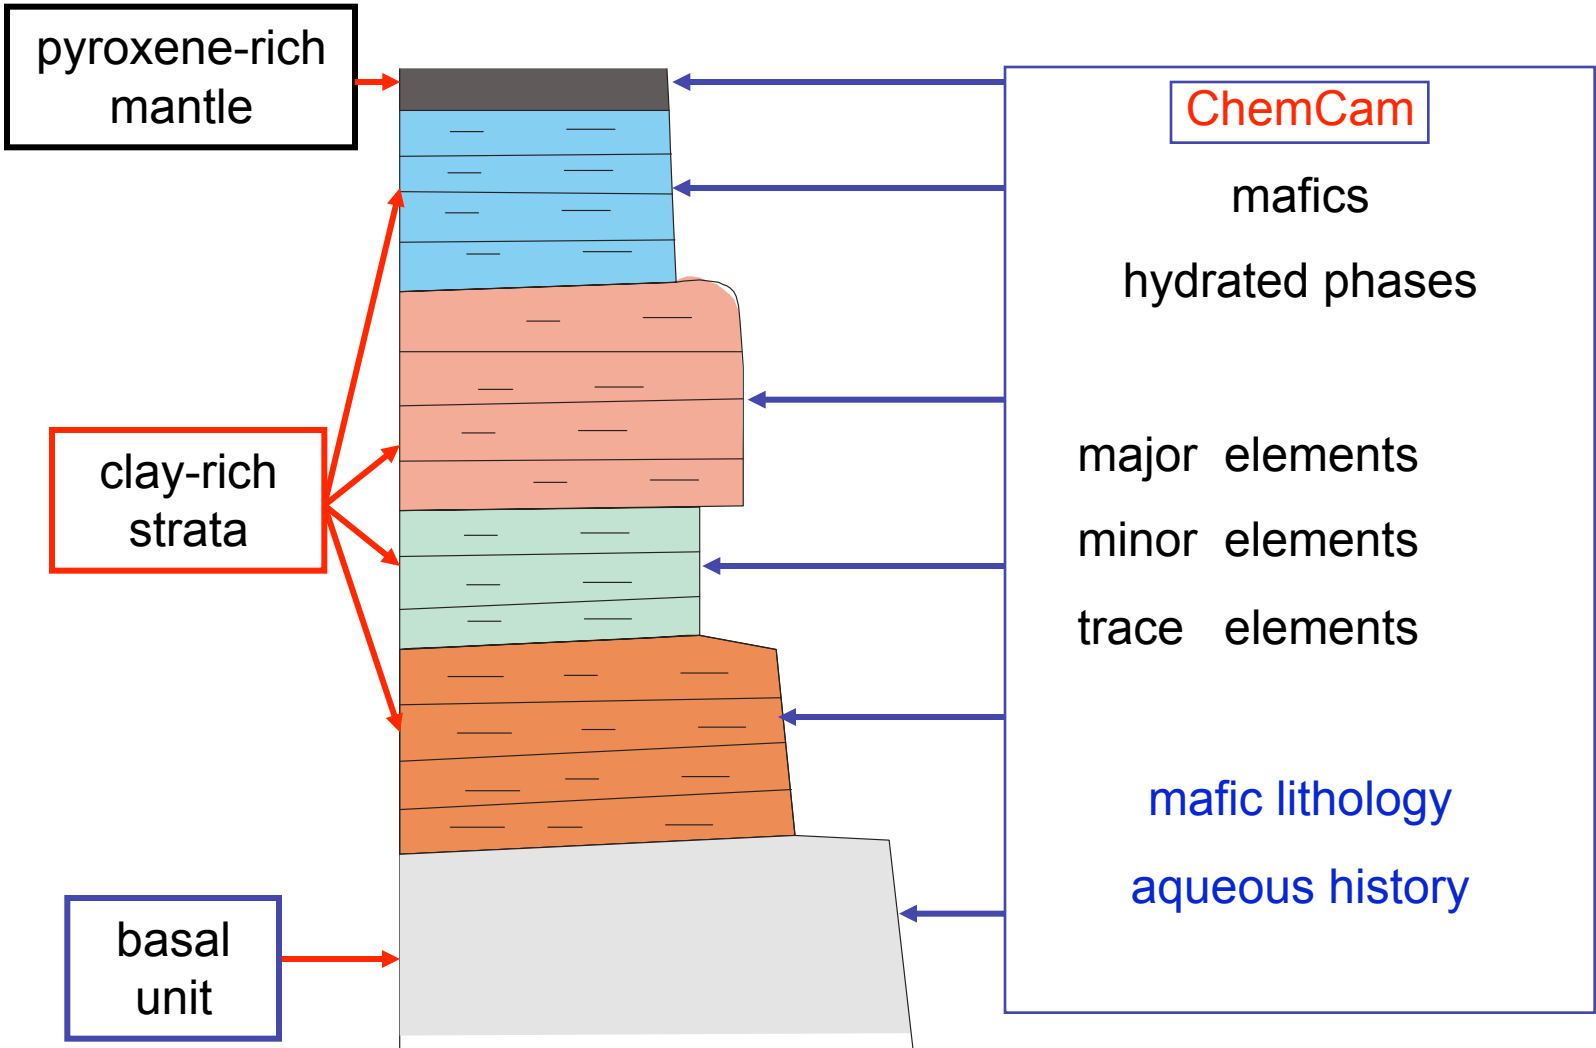 pyroxene-rich
mantle
clay-rich
strata
basal
unit
ChemCam
mafics
hydrated phases
major elements
minor elements
trace elements
mafic lithology
aqueous history